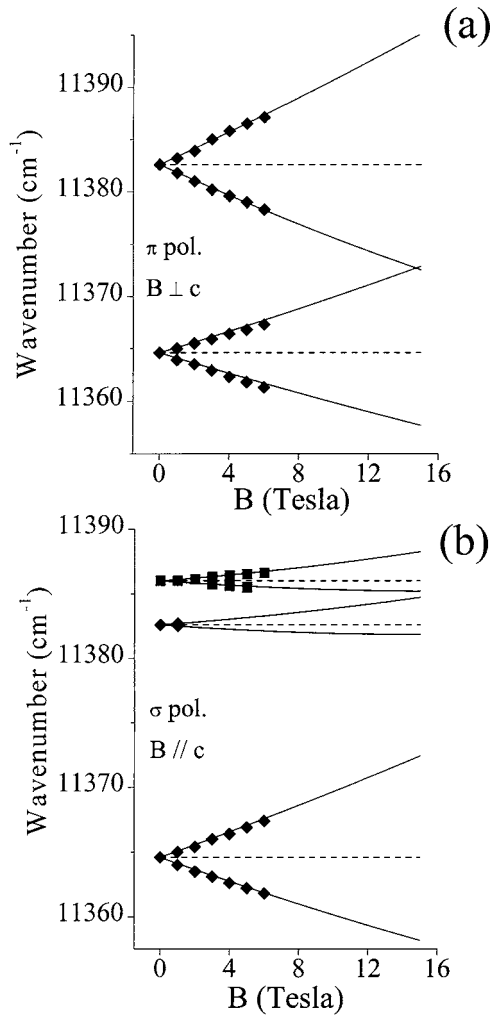 (a)
11390
11380
11370
11360
Wavenumber (cm⁻¹)
π pol.
B ⊥ c
0 4 8 12 16
B (Tesla)
(b)
11390
11380
11370
11360
Wavenumber (cm⁻¹)
σ pol.
B // c
0 4 8 12 16
B (Tesla)